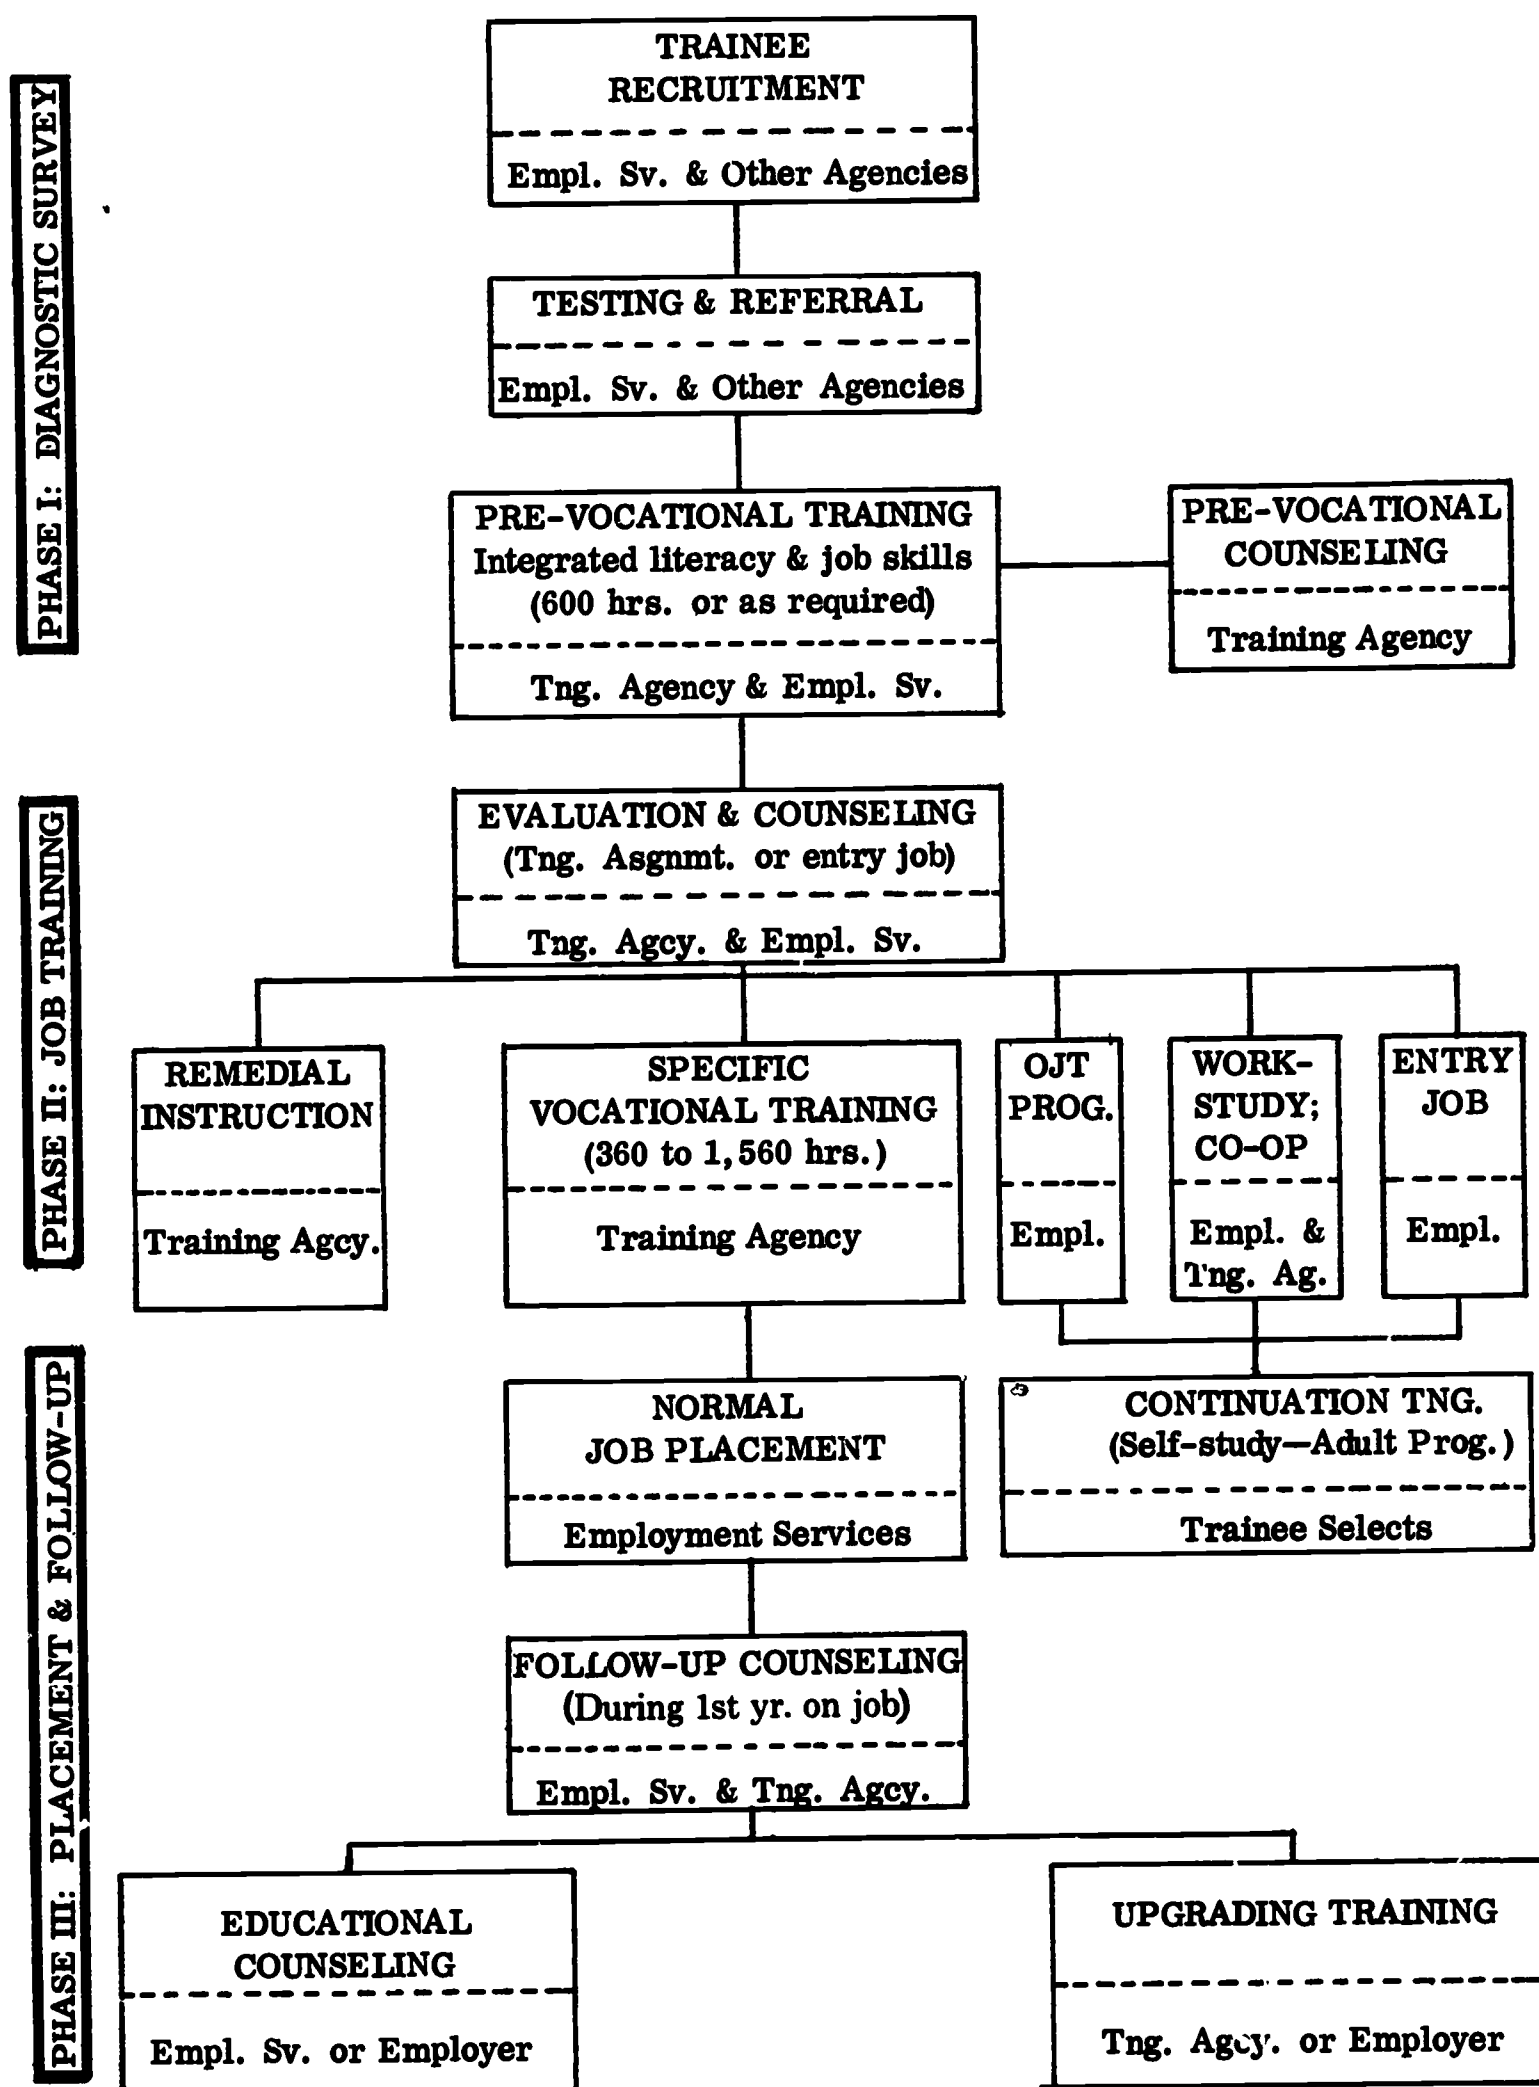 PHASE I: DIAGNOSTIC SURVEY
TRAINEE
RECRUITMENT
Empl. Sv. & Other Agencies
TESTING & REFERRAL
Empl. Sv. & Other Agencies
PRE-VOCATIONAL TRAINING
Integrated literacy & job skills
(600 hrs. or as required)
Tng. Agency & Empl. Sv.
PRE-VOCATIONAL
COUNSELING
Training Agency
PHASE II: JOB TRAINING
EVALUATION & COUNSELING
(Tng. Asgnmt. or entry job)
Tng. Agcy. & Empl. Sv.
REMEDIAL
INSTRUCTION
Training Agcy.
SPECIFIC
VOCATIONAL TRAINING
(360 to 1,560 hrs.)
Training Agency
OJT
PROG.
Empl.
WORK-
STUDY;
CO-OP
Empl. &
Tng. Ag.
ENTRY
JOB
Empl.
PHASE III: PLACEMENT & FOLLOW-UP
NORMAL
JOB PLACEMENT
Employment Services
CONTINUATION TNG.
(Self-study—Adult Prog.)
Trainee Selects
FOLLOW-UP COUNSELING
(During 1st yr. on job)
Empl. Sv. & Tng. Agcy.
EDUCATIONAL
COUNSELING
Empl. Sv. or Employer
UPGRADING TRAINING
Tng. Agcy. or Employer